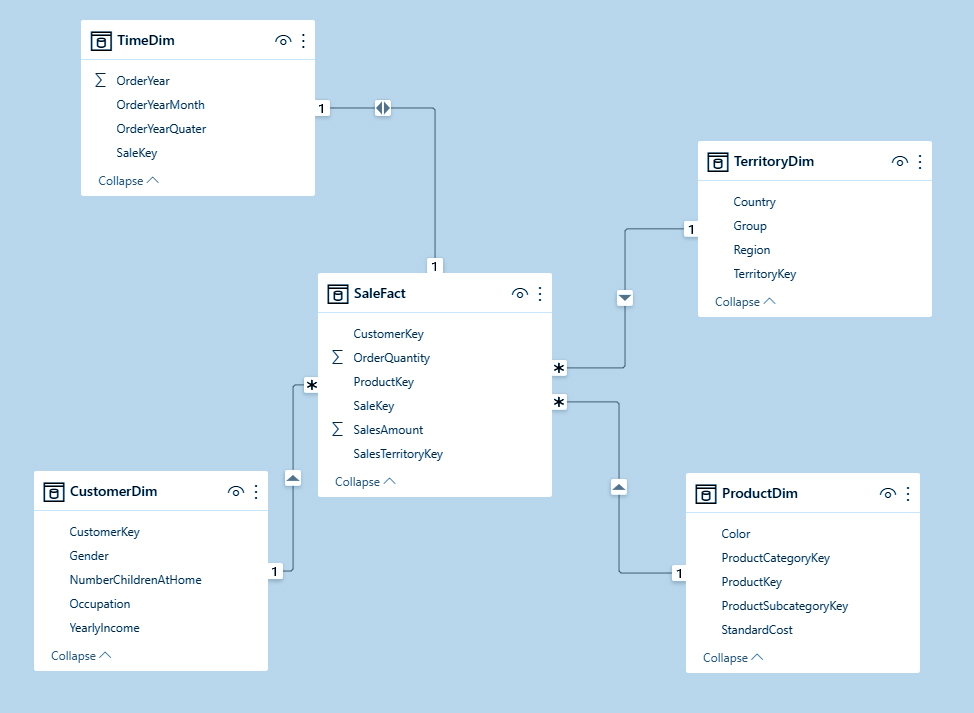 TimeDim
Σ OrderYear
OrderYearMonth
OrderYearQuater
SaleKey
Collapse
1
1
TerritoryDim
Country
Group
Region
TerritoryKey
Collapse
1
SaleFact
CustomerKey
Σ OrderQuantity
ProductKey
SaleKey
Σ SalesAmount
SalesTerritoryKey
Collapse
*
*
*
CustomerDim
CustomerKey
Gender
NumberChildrenAtHome
Occupation
YearlyIncome
Collapse
1
ProductDim
Color
ProductCategoryKey
ProductKey
ProductSubcategoryKey
StandardCost
Collapse
1